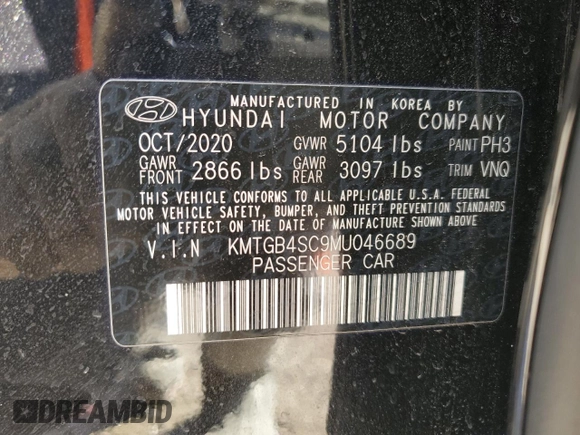 MANUFACTURED IN KOREA BY
HYUNDAI MOTOR COMPANY
OCT/2020 GVWR 5104 lbs PAINT PH3
GAWR FRONT 2866 lbs GAWR REAR 3097 lbs TRIM VNQ
THIS VEHICLE CONFORMS TO ALL APPLICABLE U.S.A. FEDERAL
MOTOR VEHICLE SAFETY, BUMPER, AND THEFT PREVENTION STANDARDS
IN EFFECT ON THE DATE OF MANUFACTURE SHOWN ABOVE.
V.I.N KMTGB4SC9MU046689
PASSENGER CAR
DREAMBID